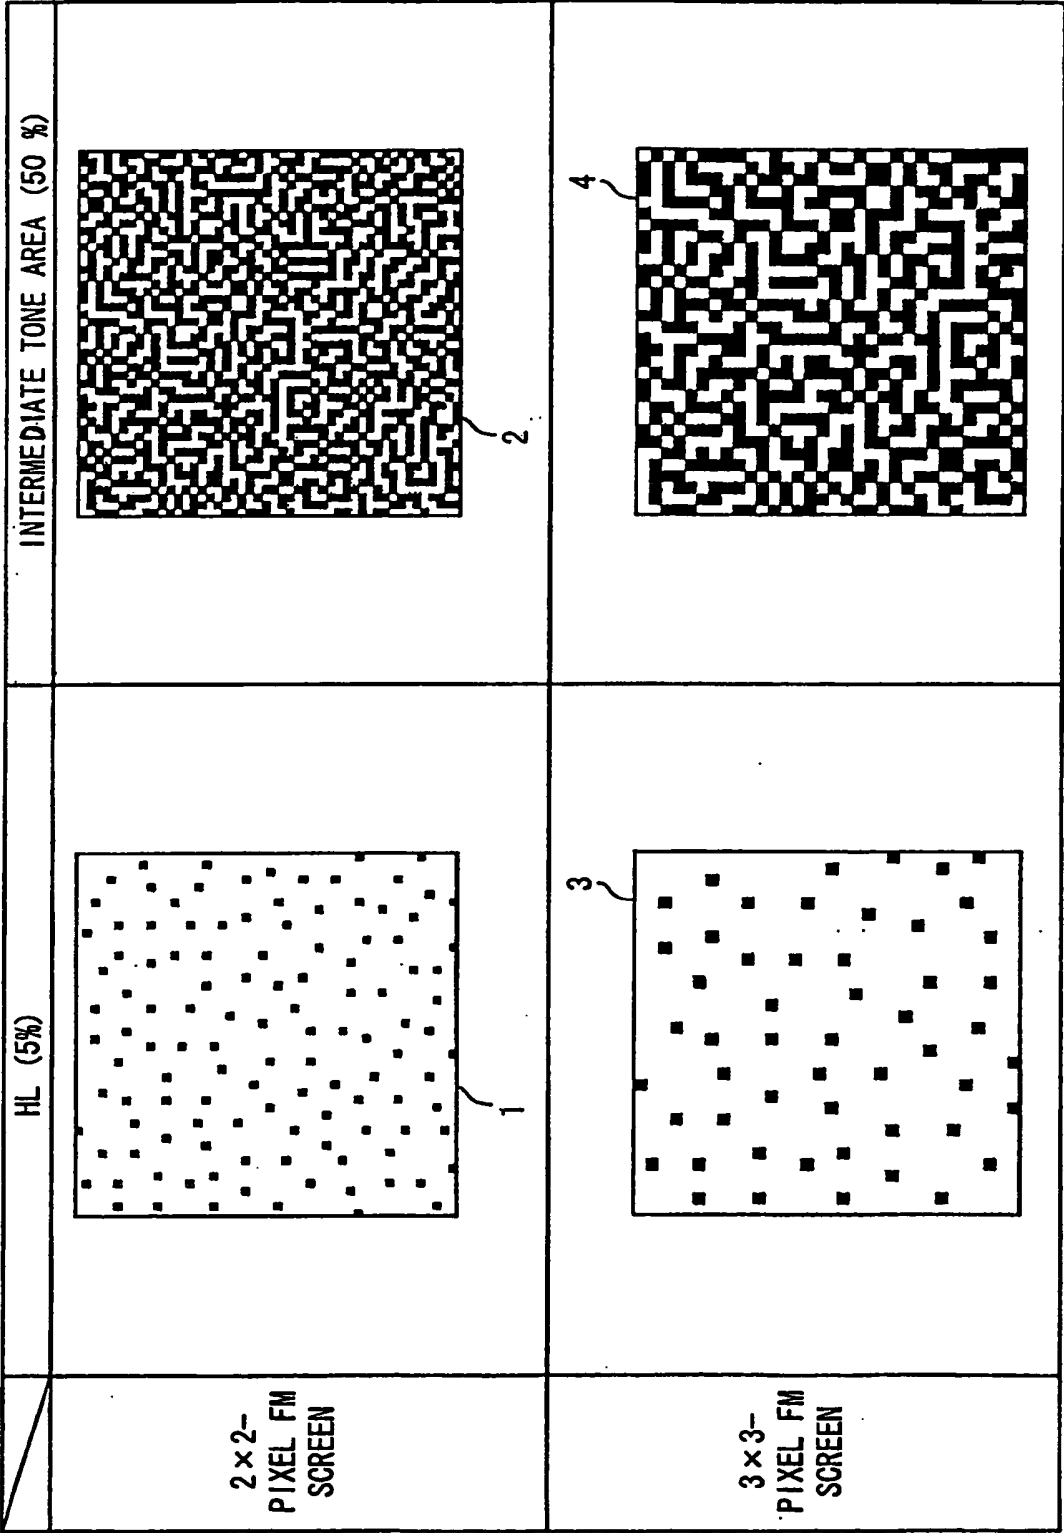 HL (5%)
INTERMEDIATE TONE AREA (50 %)
2×2-
PIXEL FM
SCREEN
1
2
3×3-
PIXEL FM
SCREEN
3
4